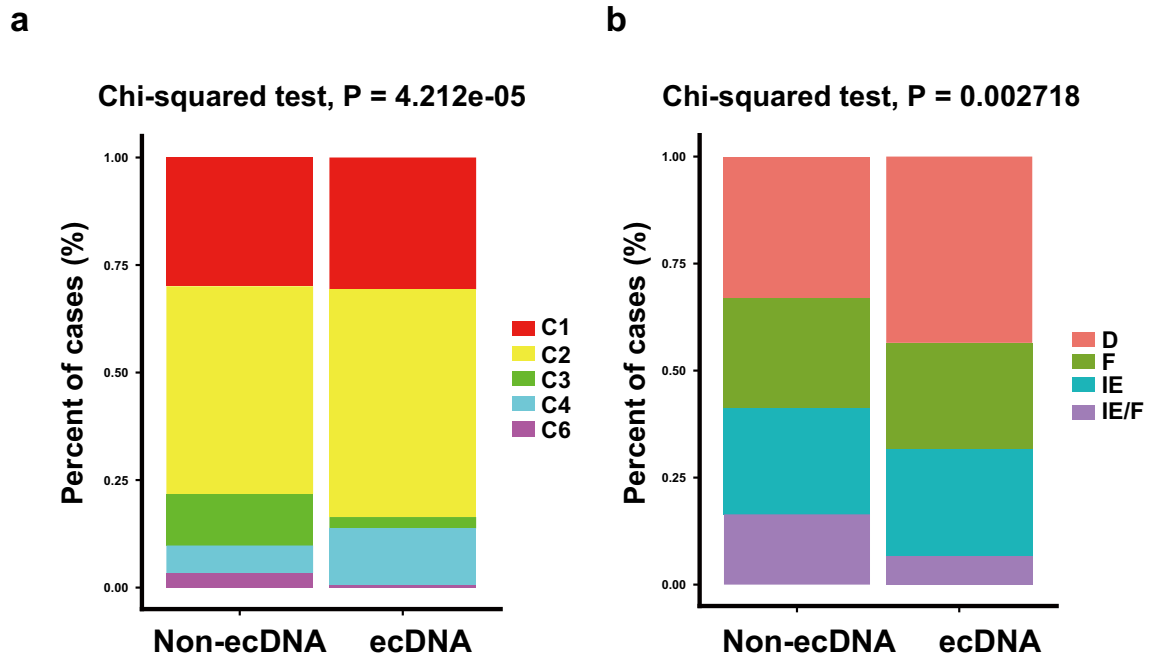 a
Chi-squared test, P = 4.212e-05
Percent of cases (%)
1.00
0.75
0.50
0.25
0.00
Non-ecDNA
ecDNA
C1
C2
C3
C4
C6
b
Chi-squared test, P = 0.002718
Percent of cases (%)
1.00
0.75
0.50
0.25
0.00
Non-ecDNA
ecDNA
D
F
IE
IE/F